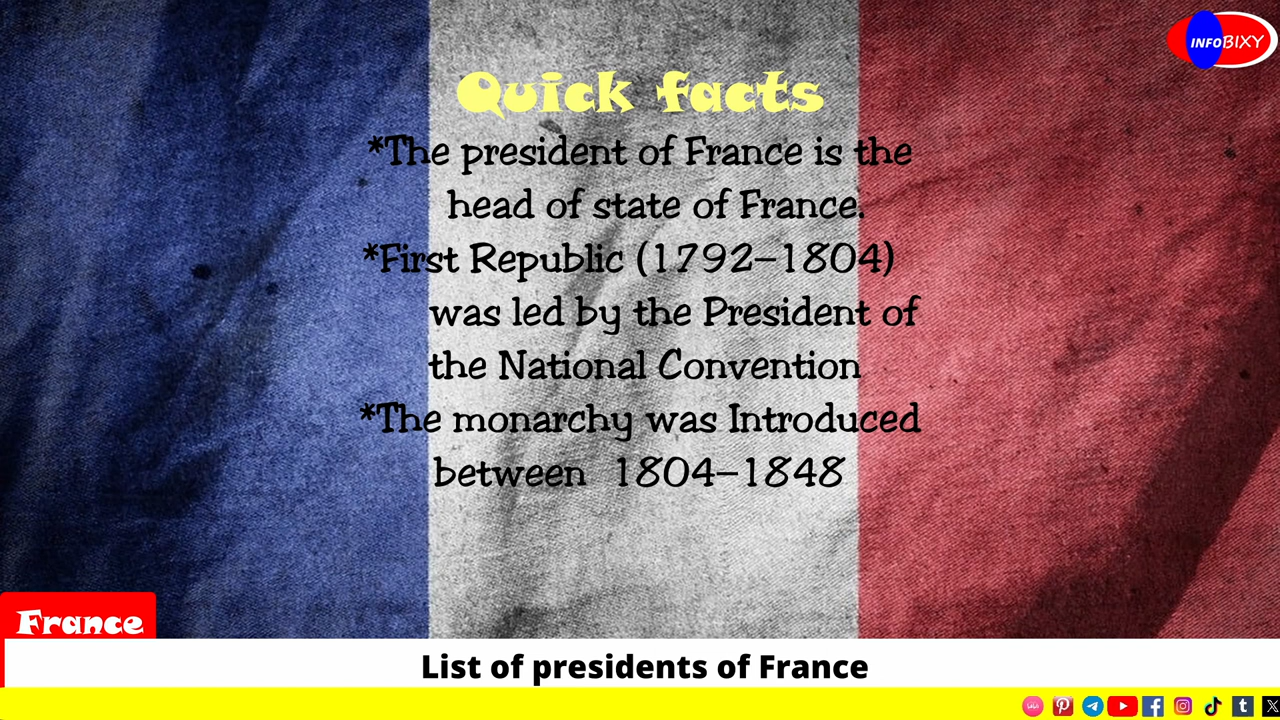 INFOBIXY
Quick facts
*The president of France is the
head of state of France.
*First Republic (1792–1804)
was led by the President of
the National Convention
*The monarchy was Introduced
between 1804–1848
France
List of presidents of France